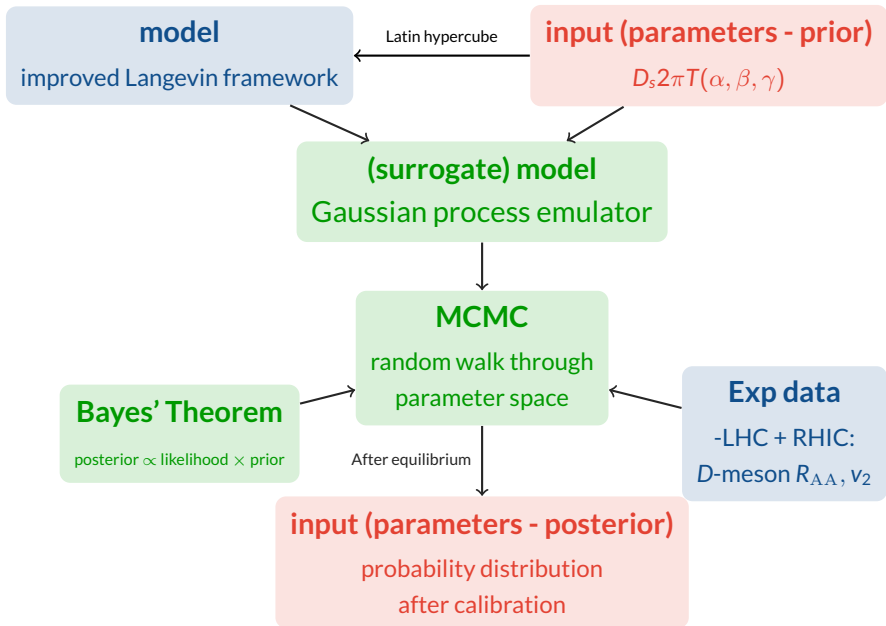 model
improved Langevin framework
Latin hypercube
input (parameters - prior)
D_s2πT(α, β, γ)
(surrogate) model
Gaussian process emulator
MCMC
random walk through
parameter space
Bayes’ Theorem
posterior ∝ likelihood × prior
Exp data
-LHC + RHIC:
D-meson R_AA, v_2
After equilibrium
input (parameters - posterior)
probability distribution
after calibration